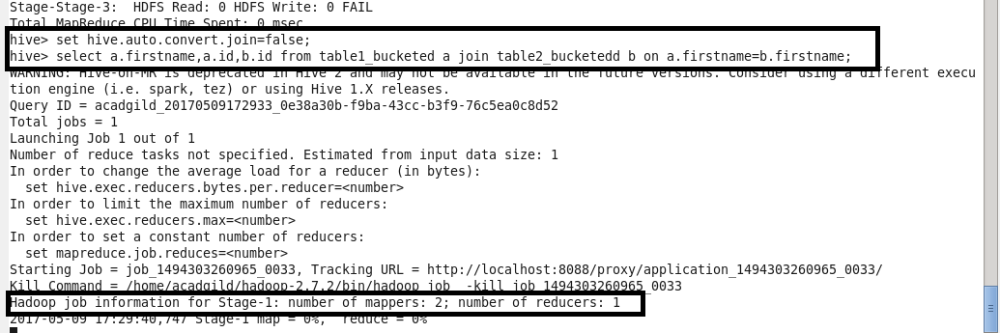 Stage-Stage-3:  HDFS Read: 0 HDFS Write: 0 FAIL
Total MapReduce CPU Time Spent: 0 msec
hive> set hive.auto.convert.join=false;
hive> select a.firstname,a.id,b.id from table1_bucketed a join table2_bucketedd b on a.firstname=b.firstname;
WARNING: Hive-on-MR is deprecated in Hive 2 and may not be available in the future versions. Consider using a different execu
tion engine (i.e. spark, tez) or using Hive 1.X releases.
Query ID = acadgild_20170509172933_0e38a30b-f9ba-43cc-b3f9-76c5ea0c8d52
Total jobs = 1
Launching Job 1 out of 1
Number of reduce tasks not specified. Estimated from input data size: 1
In order to change the average load for a reducer (in bytes):
  set hive.exec.reducers.bytes.per.reducer=<number>
In order to limit the maximum number of reducers:
  set hive.exec.reducers.max=<number>
In order to set a constant number of reducers:
  set mapreduce.job.reduces=<number>
Starting Job = job_1494303260965_0033, Tracking URL = http://localhost:8088/proxy/application_1494303260965_0033/
Kill Command = /home/acadgild/hadoop-2.7.2/bin/hadoop job  -kill job_1494303260965_0033
Hadoop job information for Stage-1: number of mappers: 2; number of reducers: 1
2017-05-09 17:29:40,747 Stage-1 map = 0%,  reduce = 0%